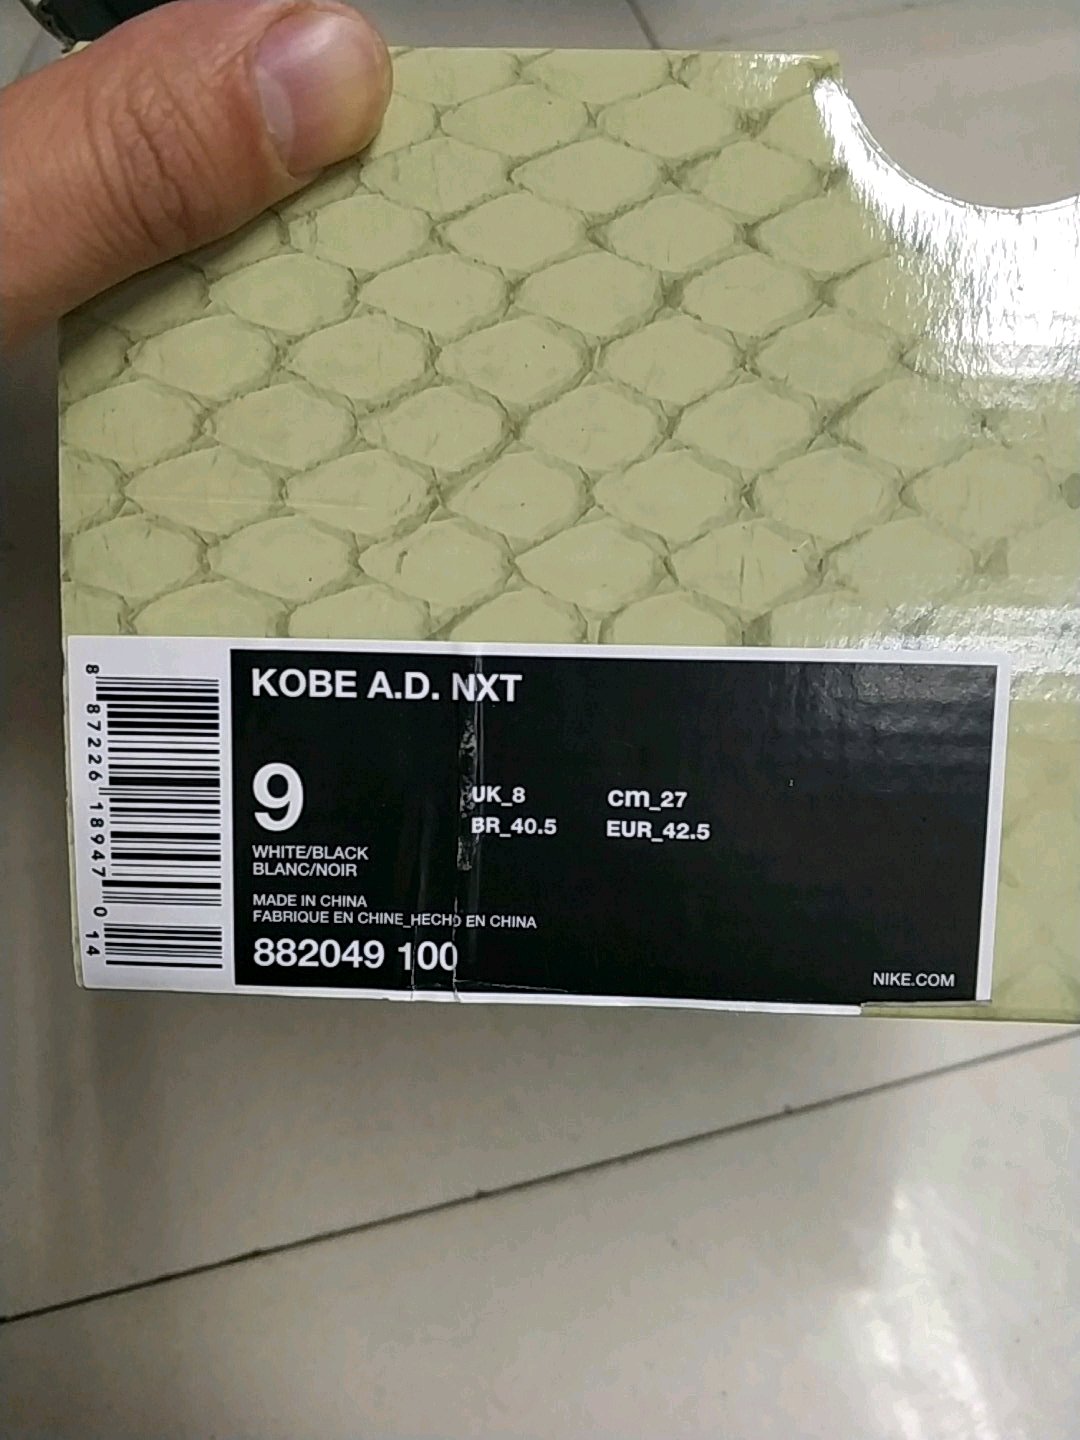 KOBE A.D. NXT
9
UK_8 cm_27
BR_40.5 EUR_42.5
WHITE/BLACK
BLANC/NOIR
MADE IN CHINA
FABRIQUE EN CHINE_HECHO EN CHINA
882049 100
NIKE.COM
8 87226 18947 0 14